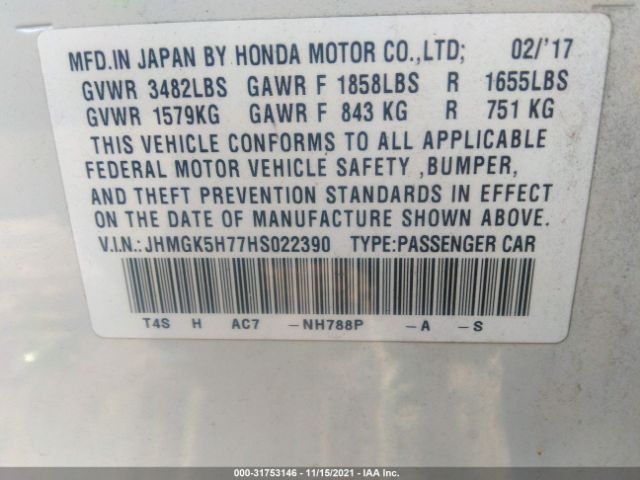 MFD.IN JAPAN BY HONDA MOTOR CO.,LTD; 02/'17
GVWR 3482LBS GAWR F 1858LBS R 1655LBS
GVWR 1579KG GAWR F 843 KG R 751 KG
THIS VEHICLE CONFORMS TO ALL APPLICABLE
FEDERAL MOTOR VEHICLE SAFETY ,BUMPER,
AND THEFT PREVENTION STANDARDS IN EFFECT
ON THE DATE OF MANUFACTURE SHOWN ABOVE.
V.I.N.:JHMGK5H77HS022390 TYPE:PASSENGER CAR
T4S H AC7 -NH788P -A -S
000-31753146 - 11/15/2021 - IAA Inc.